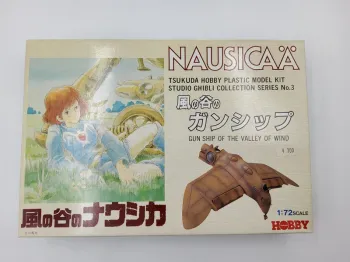 NAUSICAÄ
TSUKUDA HOBBY PLASTIC MODEL KIT
STUDIO GHIBLI COLLECTION SERIES No.3
風の谷の
ガンシップ
GUN SHIP OF THE VALLEY OF WIND
風の谷のナウシカ
1:72SCALE
HOBBY